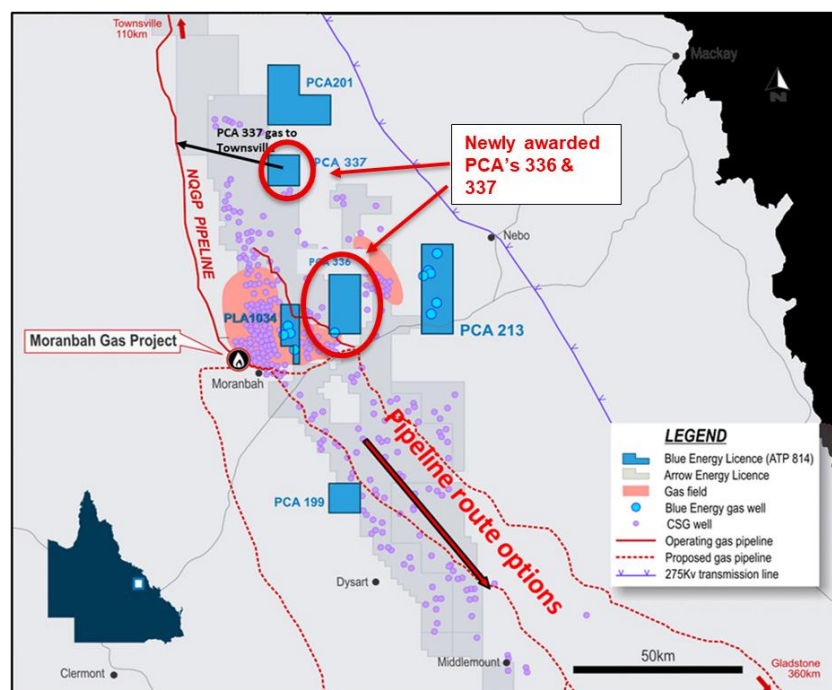 Townsville
110km
Mackay
N
PCA201
PCA 337 gas to
Townsville
PCA 337
Newly awarded
PCA's 336 &
337
NQGP PIPELINE
Nebo
PCA 336
PLA1034
PCA 213
Moranbah Gas Project
Moranbah
Pipeline route options
PCA 199
Dysart
LEGEND
Blue Energy Licence (ATP 814)
Arrow Energy Licence
Gas field
Blue Energy gas well
CSG well
Operating gas pipeline
Proposed gas pipeline
275Kv transmission line
Clermont
Middlemount
50km
Gladstone
360km